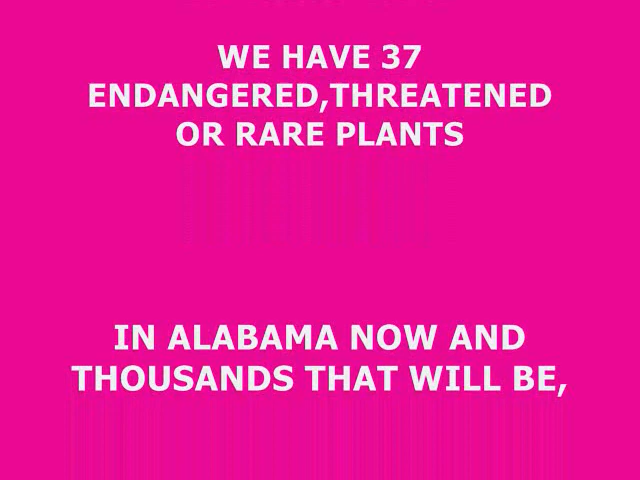 WE HAVE 37
ENDANGERED,THREATENED
OR RARE PLANTS
IN ALABAMA NOW AND
THOUSANDS THAT WILL BE,